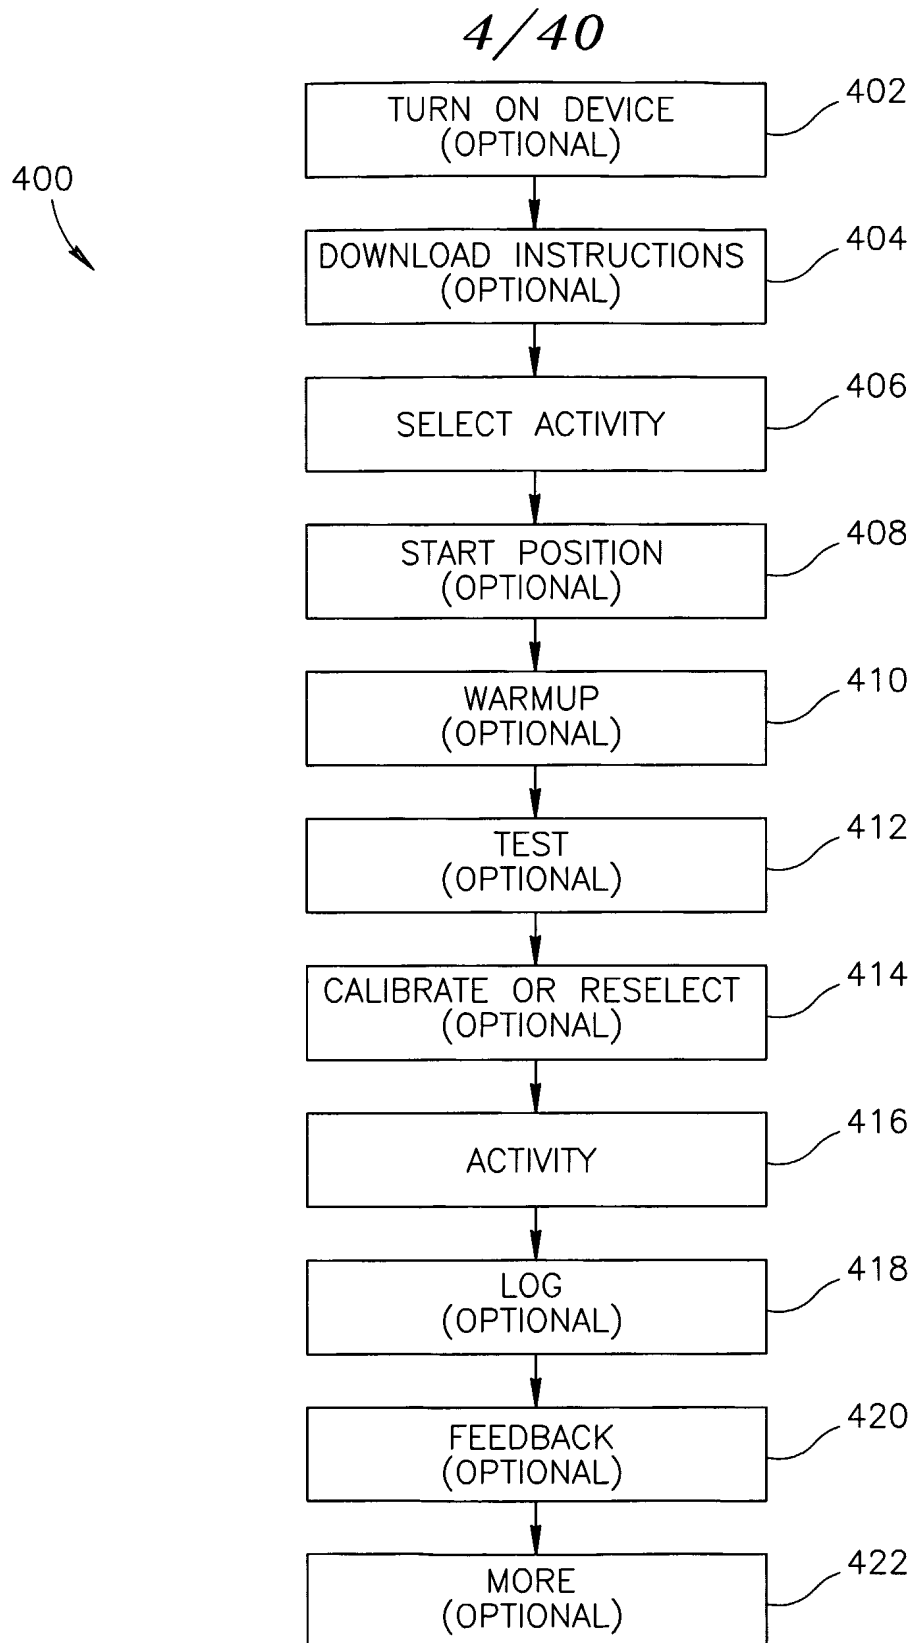 4/40
400
TURN ON DEVICE
(OPTIONAL)
402
DOWNLOAD INSTRUCTIONS
(OPTIONAL)
404
SELECT ACTIVITY
406
START POSITION
(OPTIONAL)
408
WARMUP
(OPTIONAL)
410
TEST
(OPTIONAL)
412
CALIBRATE OR RESELECT
(OPTIONAL)
414
ACTIVITY
416
LOG
(OPTIONAL)
418
FEEDBACK
(OPTIONAL)
420
MORE
(OPTIONAL)
422